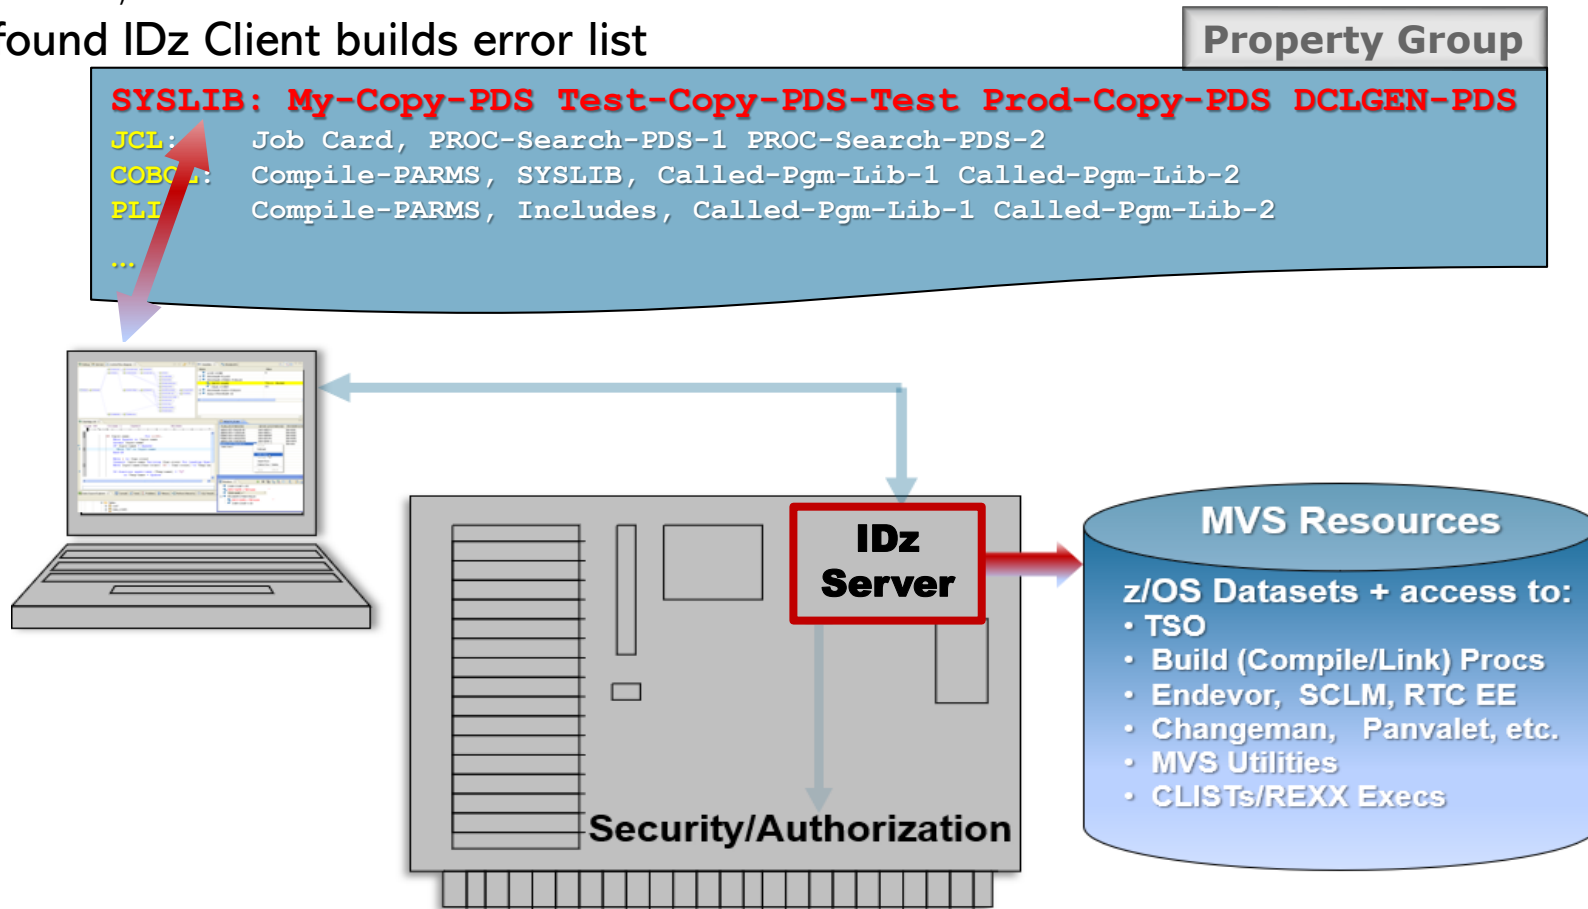 found IDz Client builds error list
Property Group
SYSLIB: My-Copy-PDS Test-Copy-PDS-Test Prod-Copy-PDS DCLGEN-PDS
JCL: Job Card, PROC-Search-PDS-1 PROC-Search-PDS-2
COBOL: Compile-PARMS, SYSLIB, Called-Pgm-Lib-1 Called-Pgm-Lib-2
PLI Compile-PARMS, Includes, Called-Pgm-Lib-1 Called-Pgm-Lib-2
...
IDz
Server
Security/Authorization
MVS Resources
z/OS Datasets + access to:
• TSO
• Build (Compile/Link) Procs
• Endevor, SCLM, RTC EE
• Changeman, Panvalet, etc.
• MVS Utilities
• CLISTs/REXX Execs